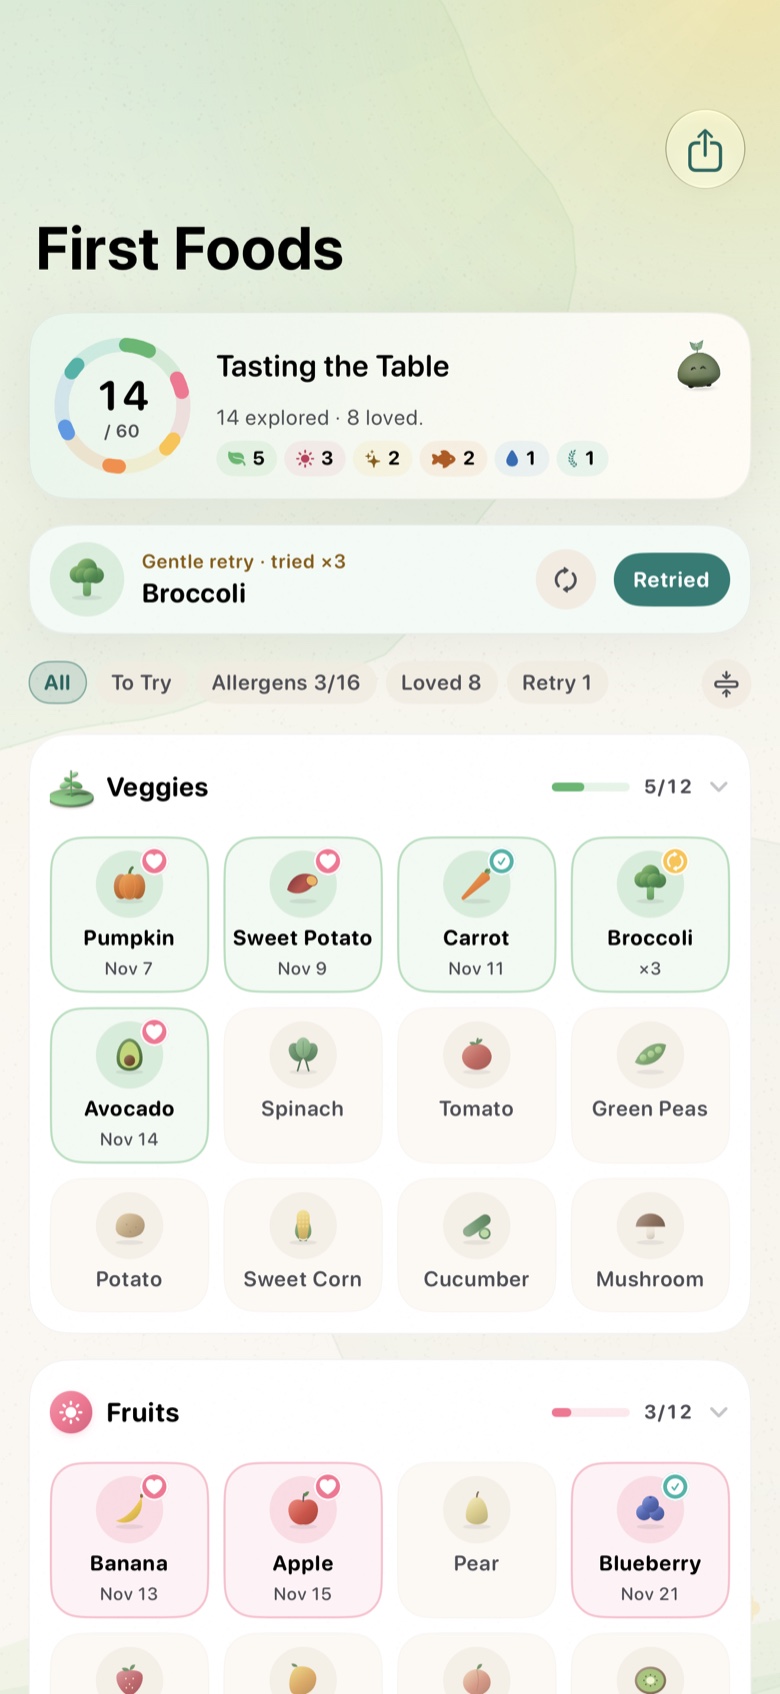 First Foods
14
/ 60
Tasting the Table
14 explored · 8 loved.
5 3 2 2 1 1
Gentle retry · tried ×3
Broccoli
Retried
All To Try Allergens 3/16 Loved 8 Retry 1
Veggies 5/12
Pumpkin Sweet Potato Carrot Broccoli
Nov 7 Nov 9 Nov 11 ×3
Avocado Spinach Tomato Green Peas
Nov 14
Potato Sweet Corn Cucumber Mushroom
Fruits 3/12
Banana Apple Pear Blueberry
Nov 13 Nov 15 Nov 21